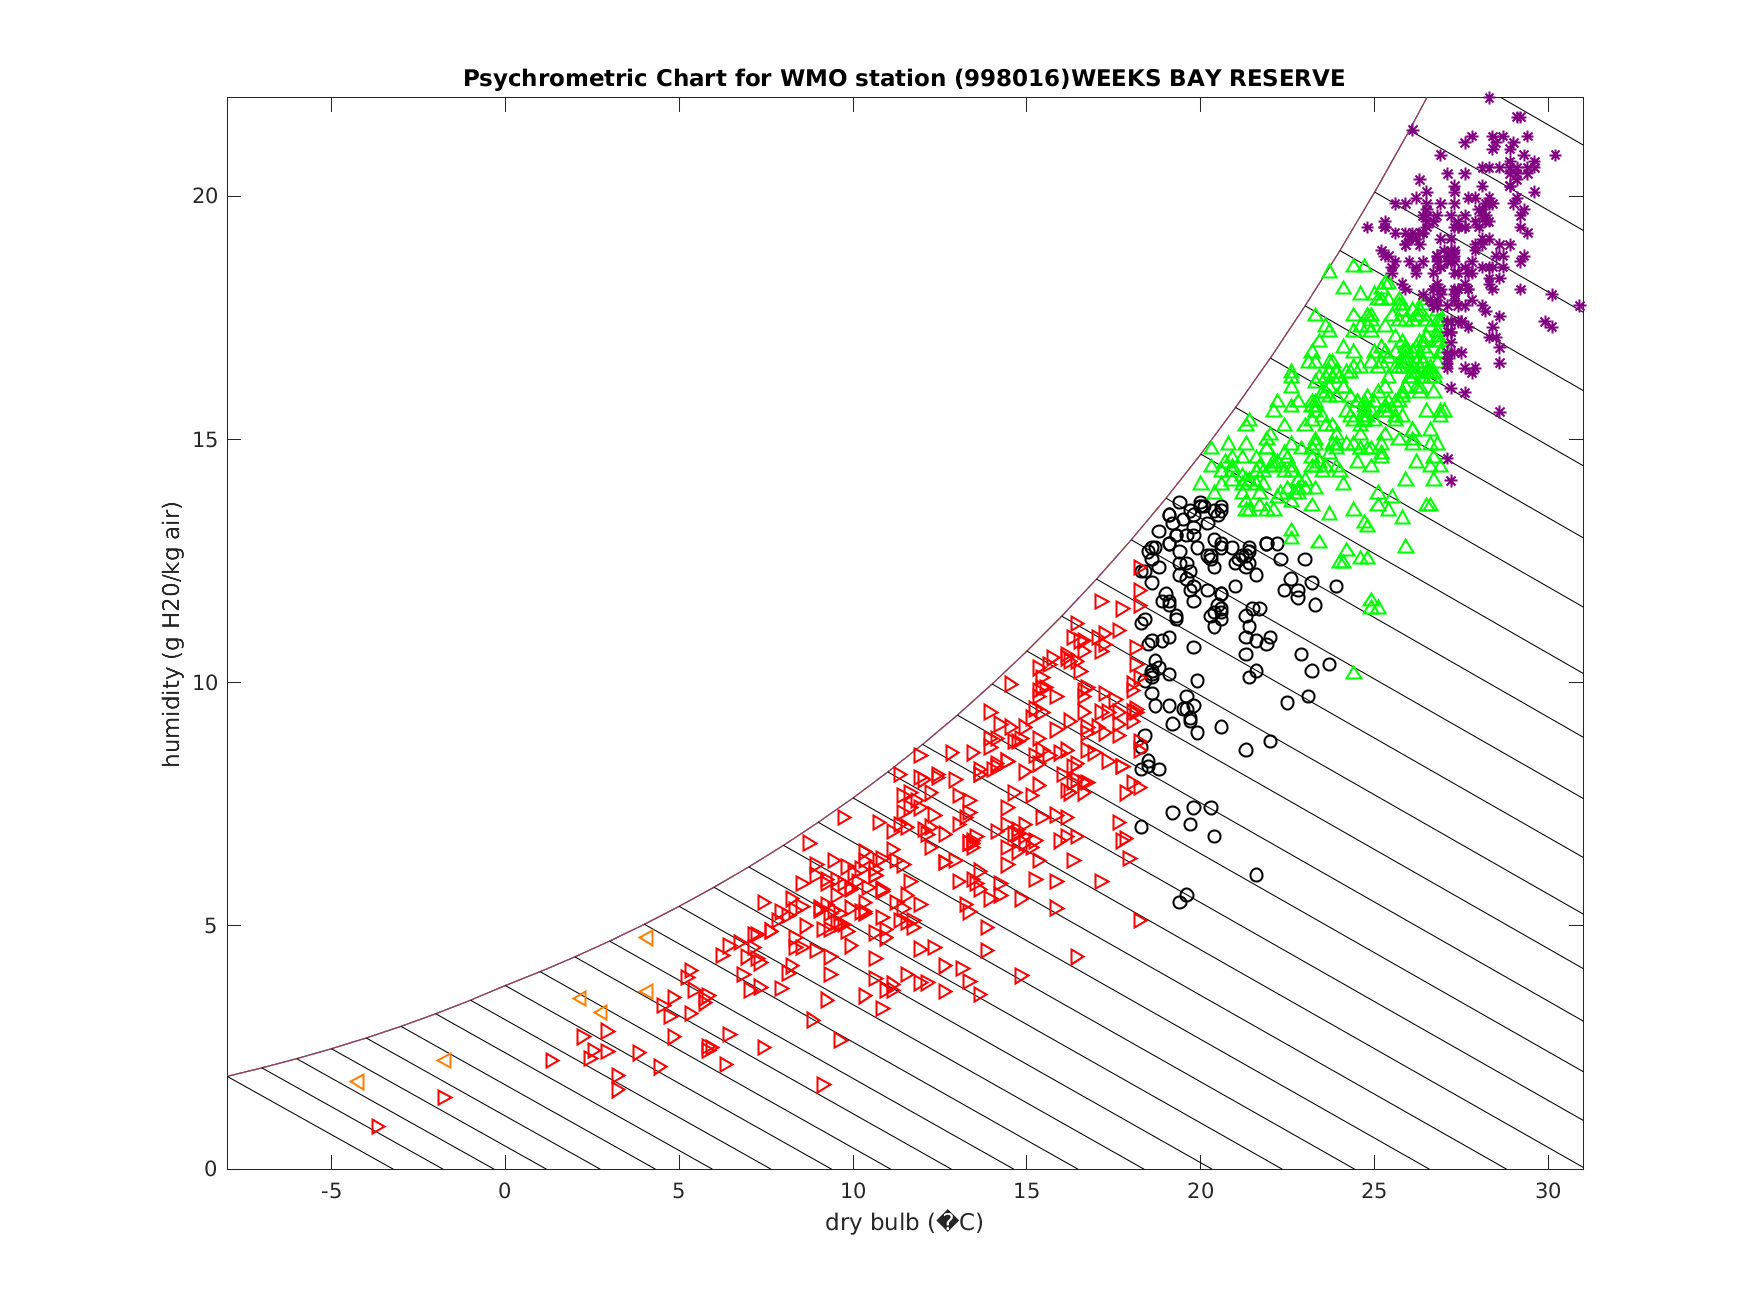 Psychrometric Chart for WMO station (998016)WEEKS BAY RESERVE
20
15
10
5
0
humidity (g H20/kg air)
-5 0 5 10 15 20 25 30
dry bulb (�C)